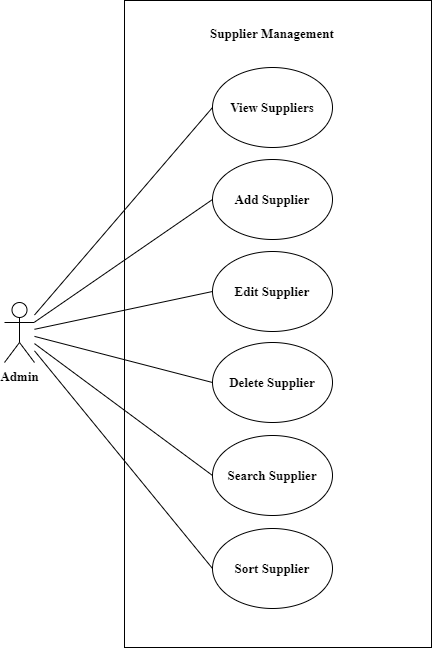 Supplier Management
View Suppliers
Add Supplier
Edit Supplier
Admin
Delete Supplier
Search Supplier
Sort Supplier